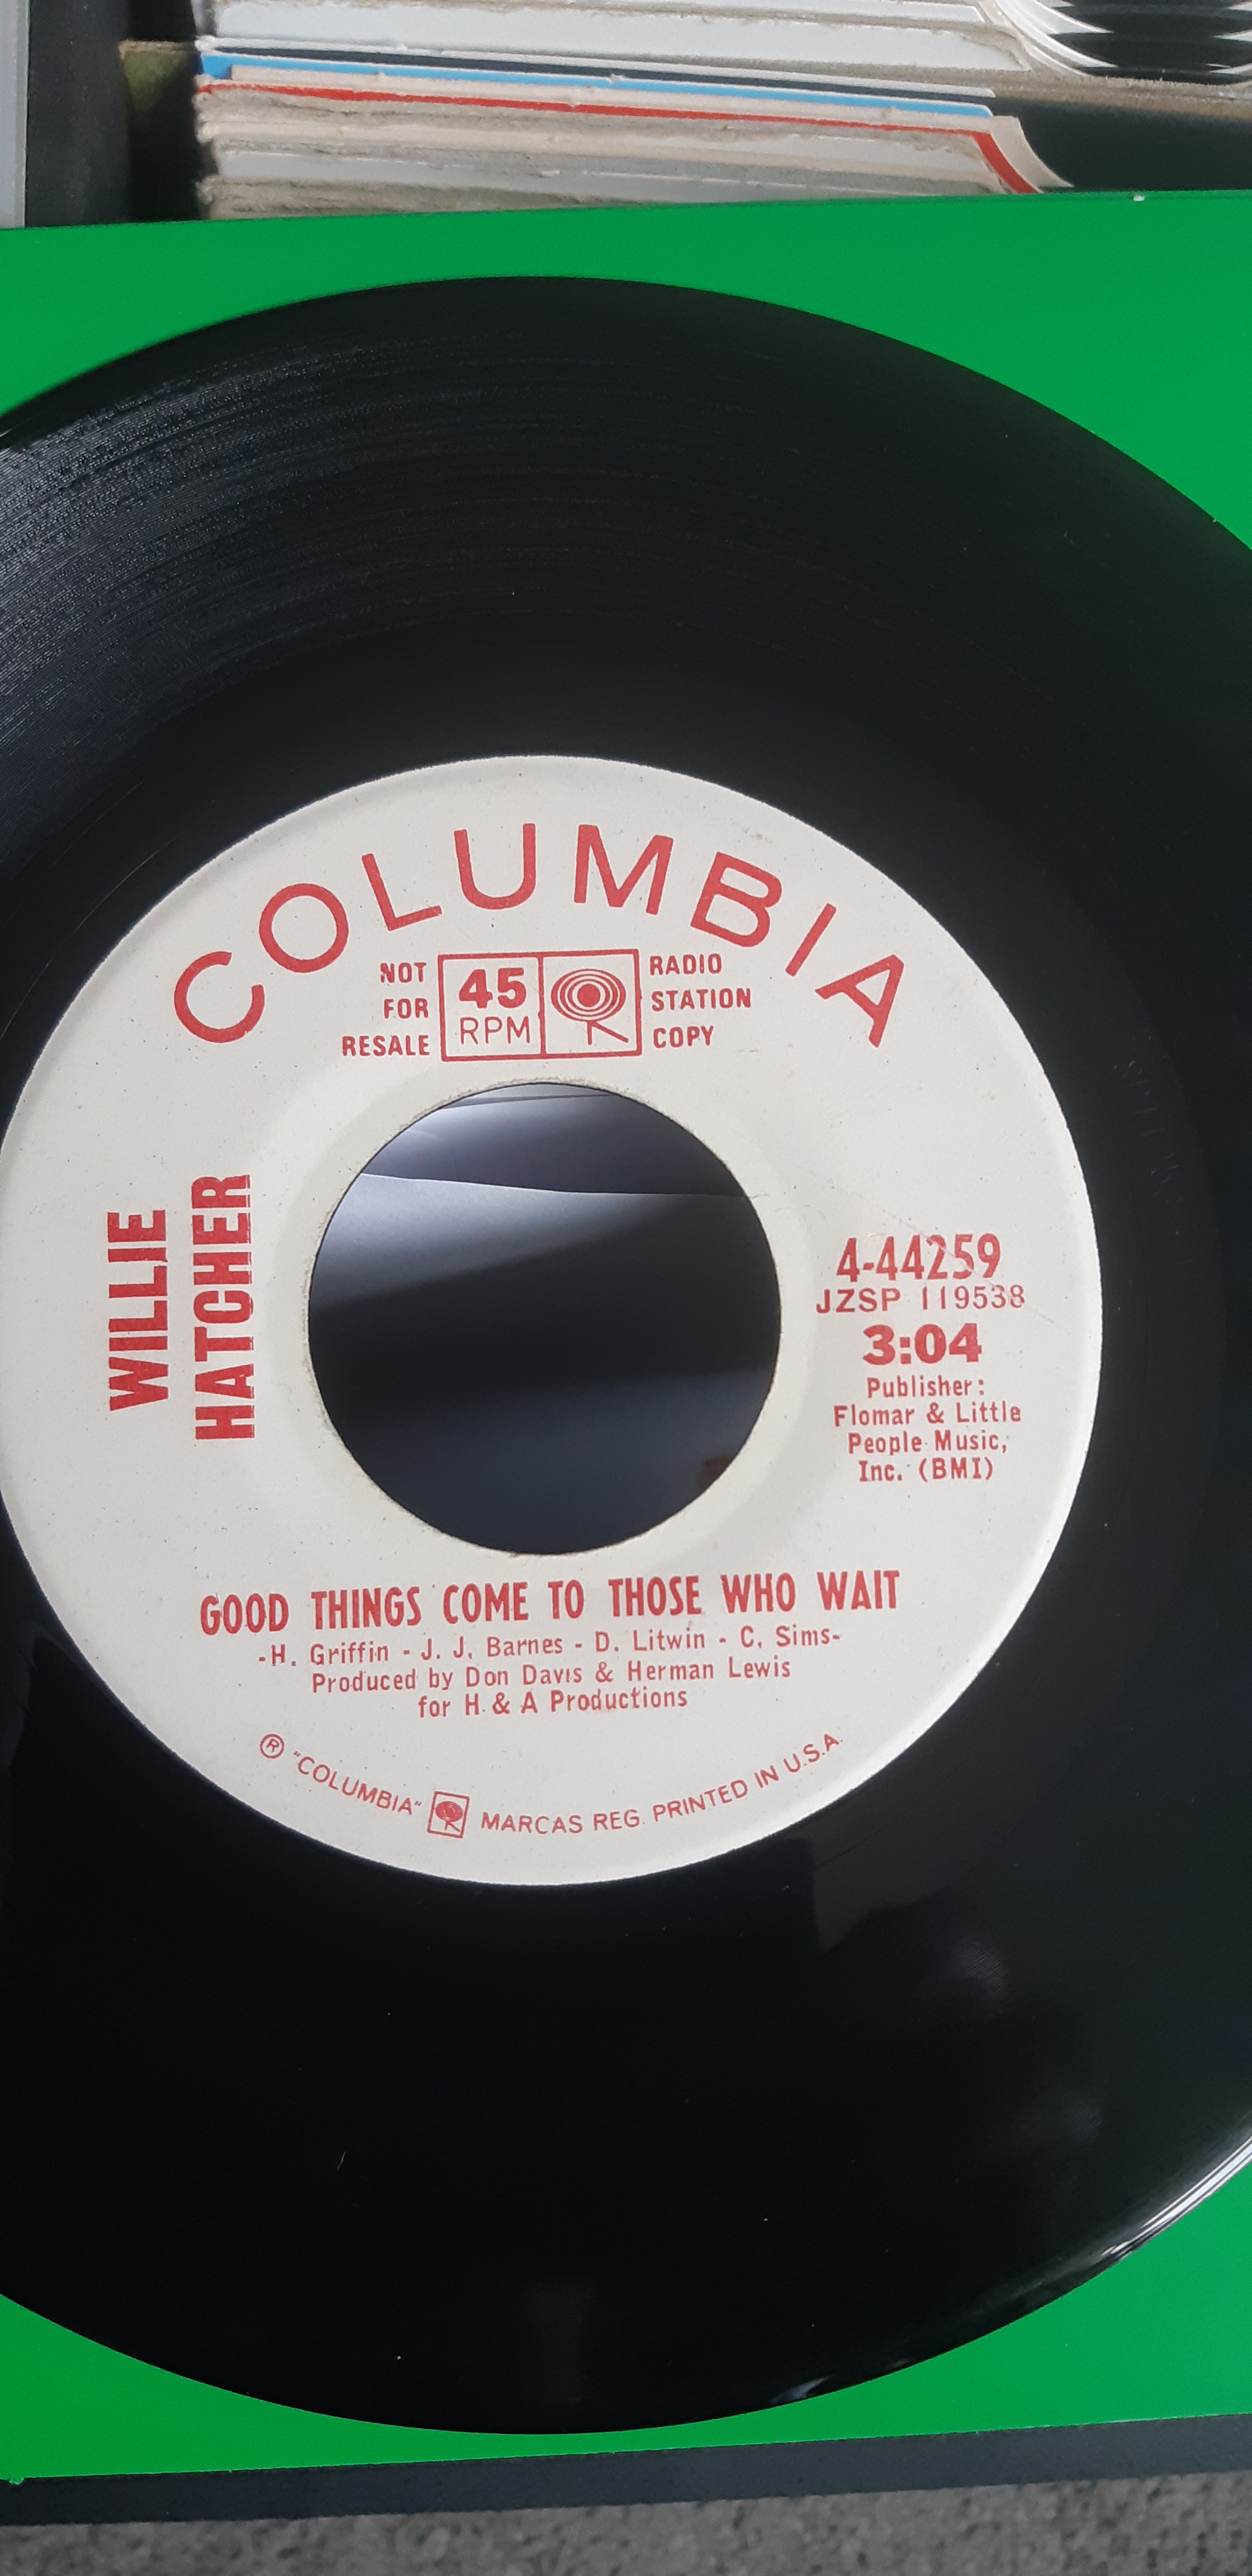 COLUMBIA
NOT
FOR
RESALE
45
RPM
RADIO
STATION
COPY
WILLIE
HATCHER
4-44259
JZSP 119538
3:04
Publisher:
Flomar & Little
People Music,
Inc. (BMI)
GOOD THINGS COME TO THOSE WHO WAIT
-H. Griffin - J. J. Barnes - D. Litwin - C. Sims-
Produced by Don Davis & Herman Lewis
for H & A Productions
® "COLUMBIA" MARCAS REG. PRINTED IN U.S.A.